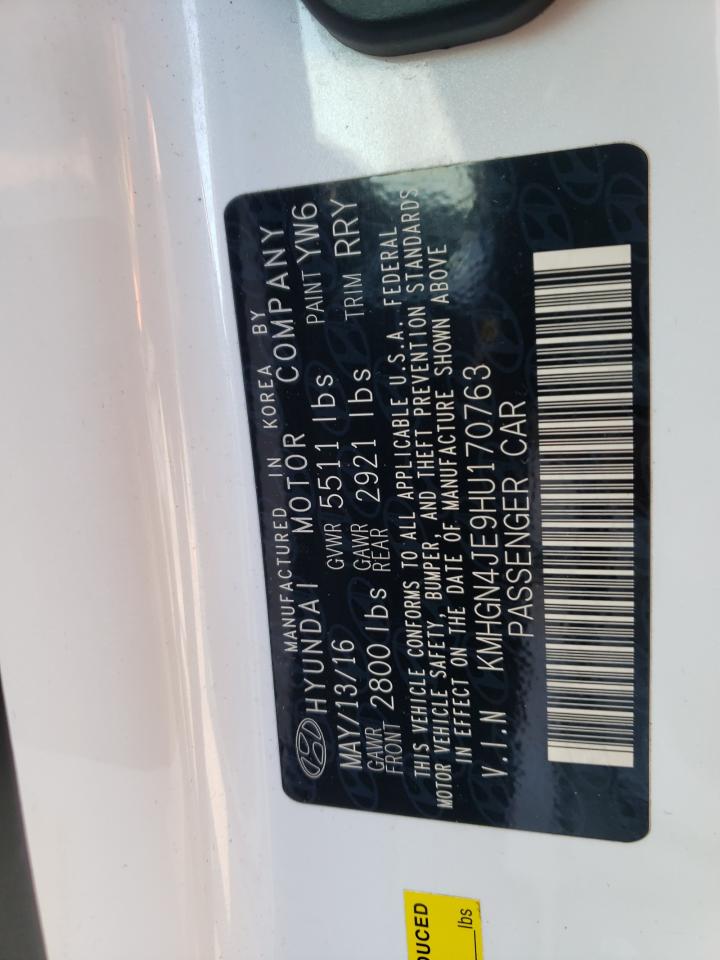 MANUFACTURED IN KOREA BY
HYUNDAI MOTOR COMPANY
MAY/13/16 GVWR 5511 lbs PAINT YW6
GAWR FRONT 2800 lbs GAWR REAR 2921 lbs TRIM RRY
THIS VEHICLE CONFORMS TO ALL APPLICABLE U.S.A. FEDERAL
MOTOR VEHICLE SAFETY, BUMPER, AND THEFT PREVENTION STANDARDS
IN EFFECT ON THE DATE OF MANUFACTURE SHOWN ABOVE
V.I.N KMHGN4JE9HU170763
PASSENGER CAR
DUCED
lbs